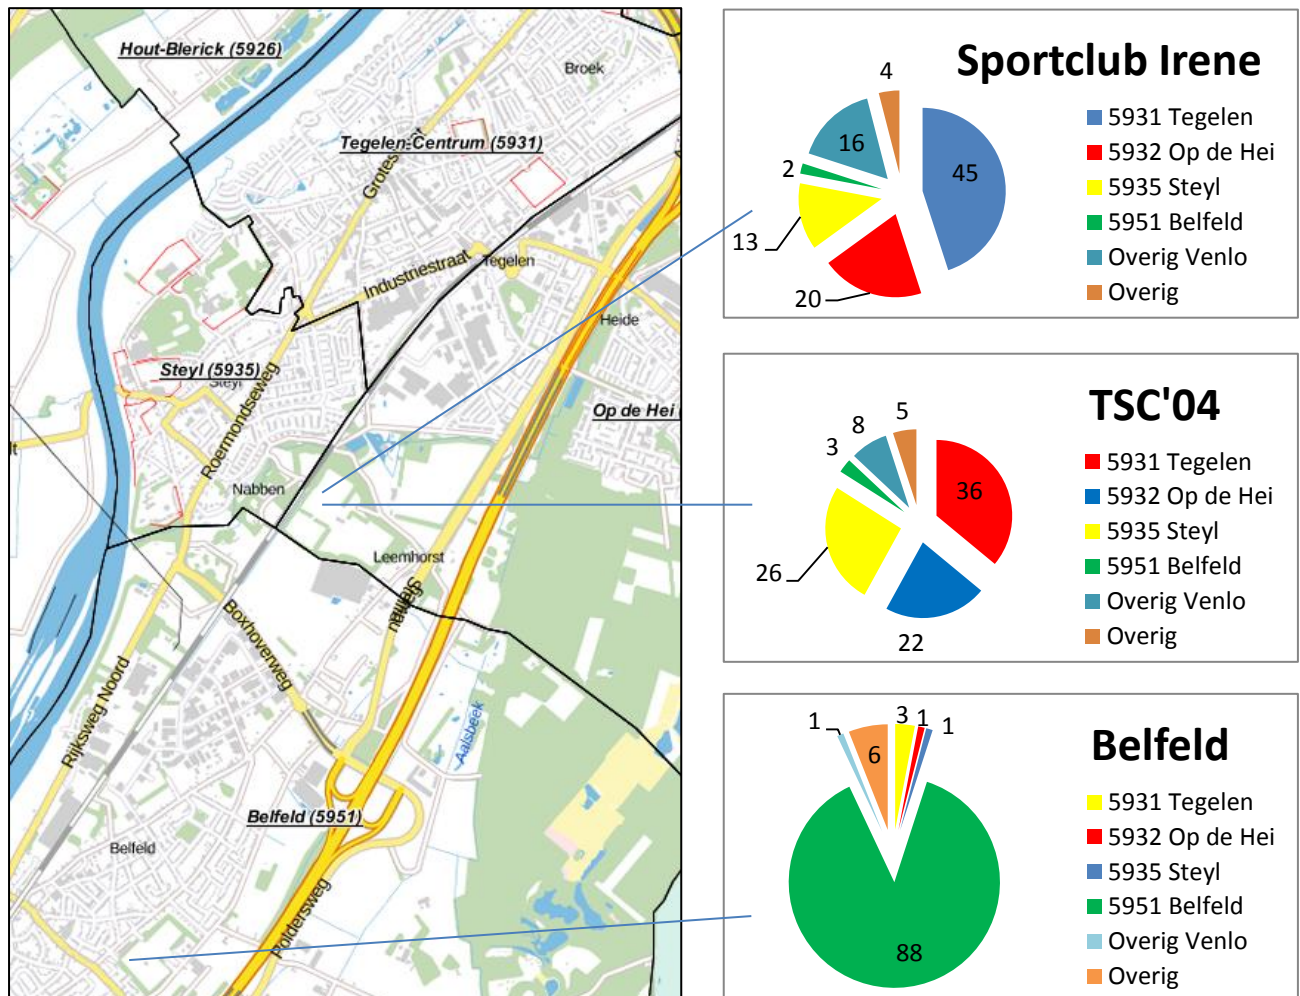 Hout-Blerick (5926)
Broek
Tegelen-Centrum (5931)
Industriestraat
Tegelen
Heide
Steyl (5935)
Steyl
Roermondseweg
Op de Hei
Nabben
Leemhorst
Boxhoverweg
Rijksweg Noord
Aalsbeek
Belfeld (5951)
Belfeld
Poldersweg
Sportclub Irene
4
16
45
2
13
20
5931 Tegelen
5932 Op de Hei
5935 Steyl
5951 Belfeld
Overig Venlo
Overig
TSC'04
5
8
3
36
26
22
5931 Tegelen
5932 Op de Hei
5935 Steyl
5951 Belfeld
Overig Venlo
Overig
Belfeld
1
6
3
1
1
88
5931 Tegelen
5932 Op de Hei
5935 Steyl
5951 Belfeld
Overig Venlo
Overig